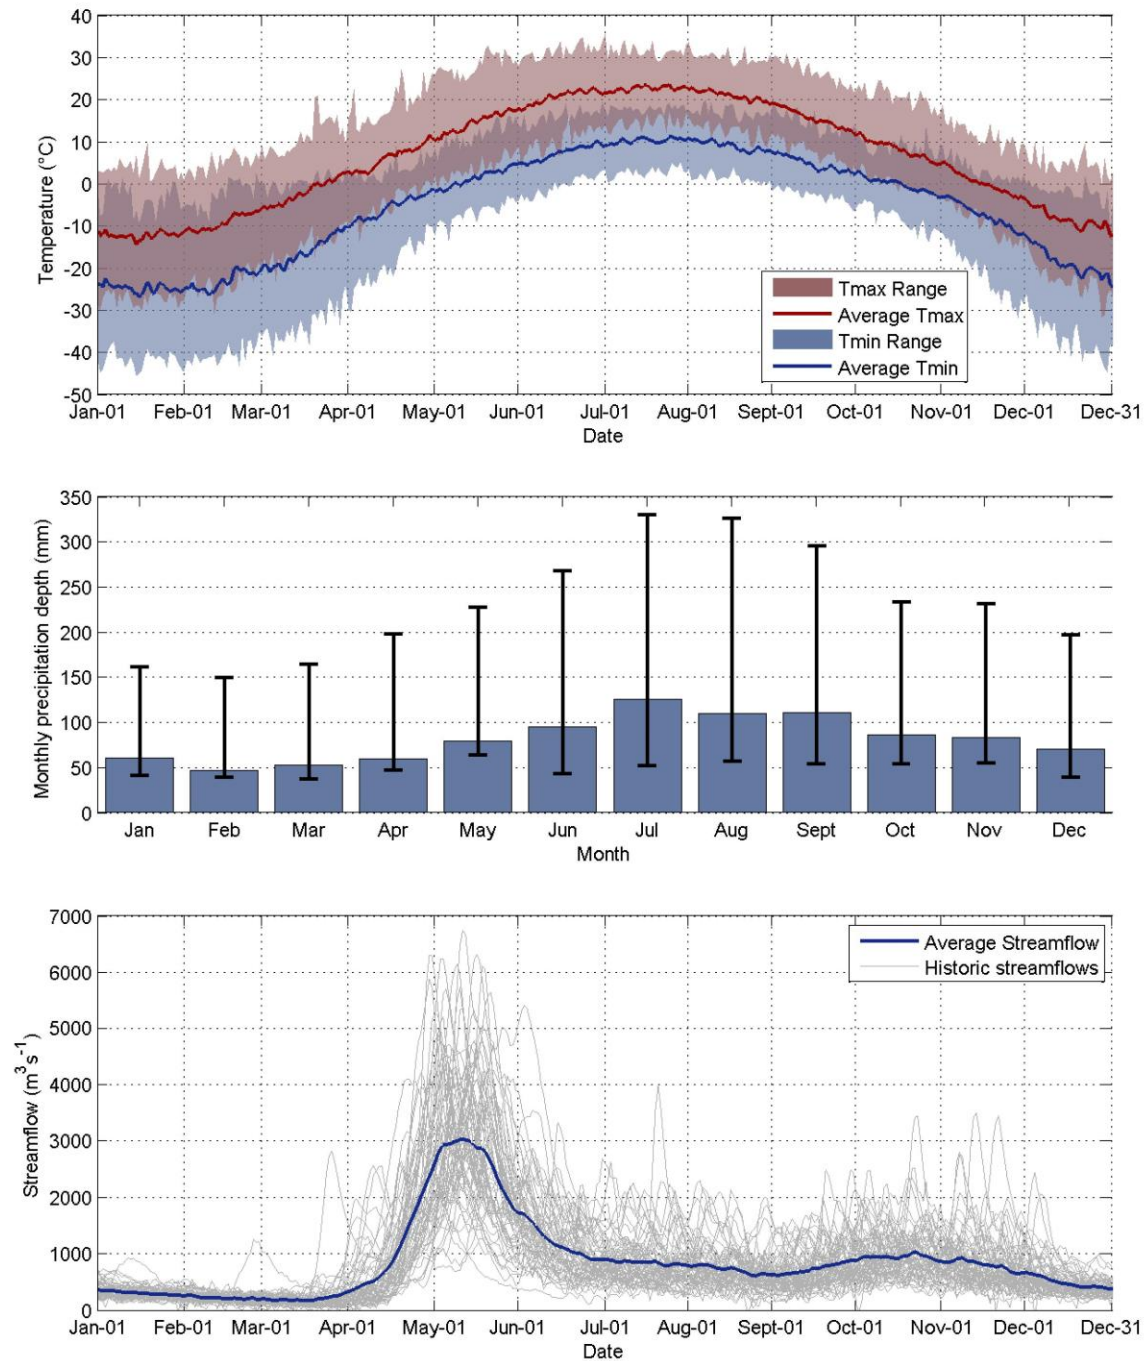 40
30
20
10
0
-10
-20
-30
-40
-50
Temperature (°C)
Tmax Range
Average Tmax
Tmin Range
Average Tmin
Jan-01 Feb-01 Mar-01 Apr-01 May-01 Jun-01 Jul-01 Aug-01 Sept-01 Oct-01 Nov-01 Dec-01 Dec-31
Date
350
300
250
200
150
100
50
0
Monthly precipitation depth (mm)
Jan Feb Mar Apr May Jun Jul Aug Sept Oct Nov Dec
Month
7000
6000
5000
4000
3000
2000
1000
0
Streamflow (m³s⁻¹)
Average Streamflow
Historic streamflows
Jan-01 Feb-01 Mar-01 Apr-01 May-01 Jun-01 Jul-01 Aug-01 Sept-01 Oct-01 Nov-01 Dec-01 Dec-31
Date